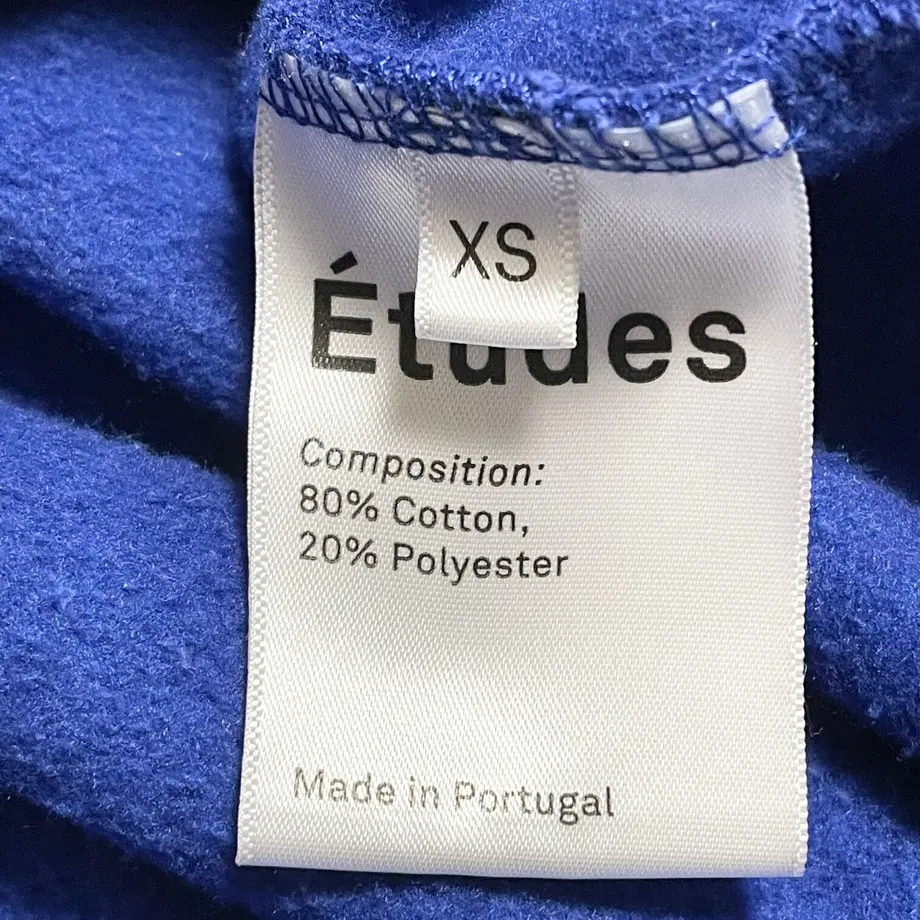 XS
Études
Composition:
80% Cotton,
20% Polyester
Made in Portugal